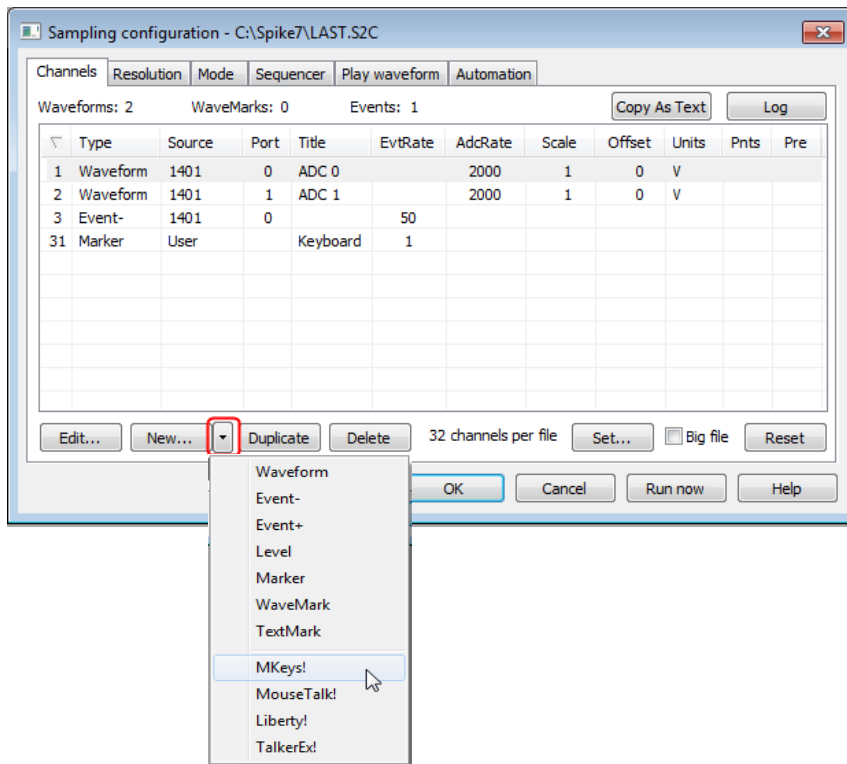 Sampling configuration - C:\Spike7\LAST.S2C
Channels Resolution Mode Sequencer Play waveform Automation
Waveforms: 2 WaveMarks: 0 Events: 1 Copy As Text Log
Type Source Port Title EvtRate AdcRate Scale Offset Units Pnts Pre
1 Waveform 1401 0 ADC 0 2000 1 0 V
2 Waveform 1401 1 ADC 1 2000 1 0 V
3 Event- 1401 0 50
31 Marker User Keyboard 1
Edit... New... Duplicate Delete 32 channels per file Set... Big file Reset
OK Cancel Run now Help
Waveform
Event-
Event+
Level
Marker
WaveMark
TextMark
MKeys!
MouseTalk!
Liberty!
TalkerEx!